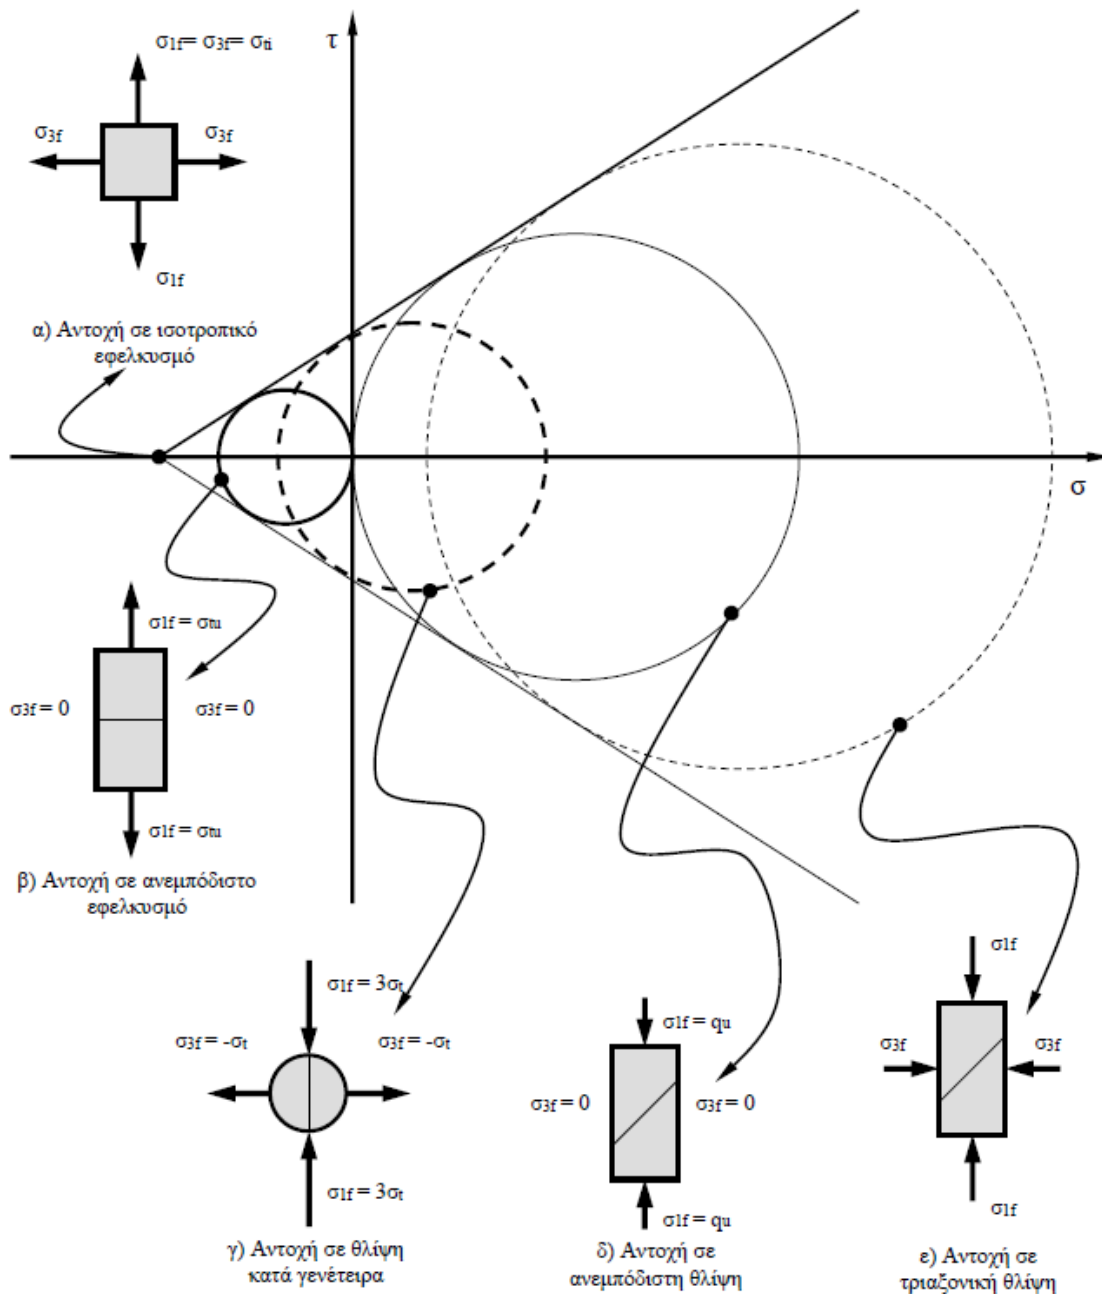 σ1f= σ3f= σti
τ
σ3f
σ3f
σ1f
α) Αντοχή σε ισοτροπικό
εφελκυσμό
σ
σ1f = σtu
σ3f = 0
σ3f = 0
σ1f = σtu
β) Αντοχή σε ανεμπόδιστο
εφελκυσμό
σ1f = 3σt
σ3f = -σt
σ3f = -σt
σ1f = 3σt
γ) Αντοχή σε θλίψη
κατά γενέτειρα
σ1f = qu
σ3f = 0
σ3f = 0
σ1f = qu
δ) Αντοχή σε
ανεμπόδιστη θλίψη
σ1f
σ3f
σ3f
σ1f
ε) Αντοχή σε
τριαξονική θλίψη